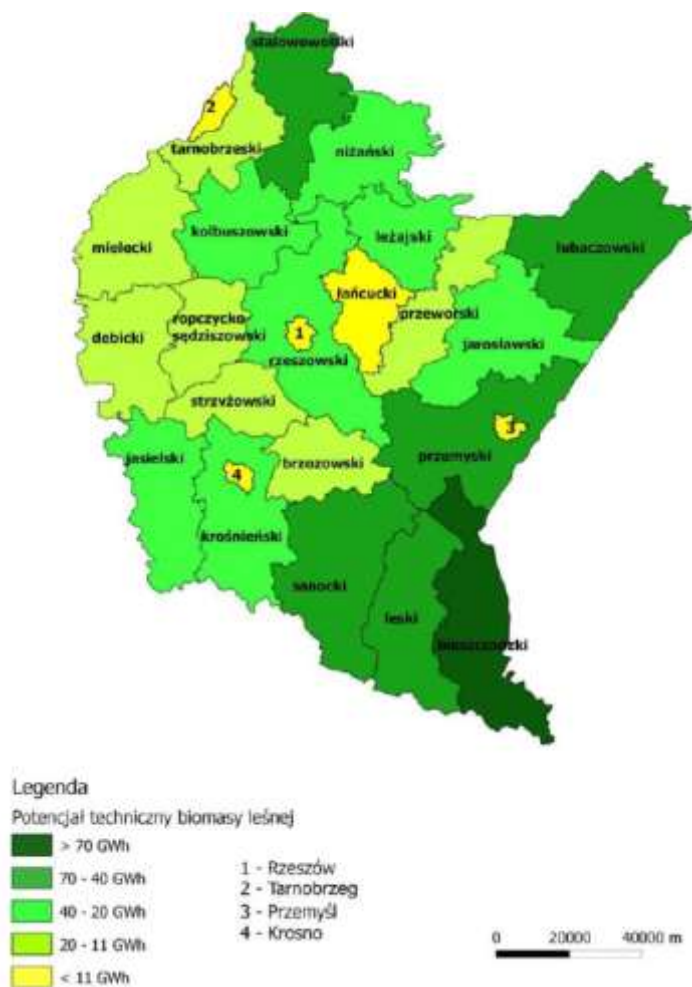 stalowowolski
2
tarnobrzeski
niżański
kolbuszowski
leżajski
mielecki
lubaczowski
łańcucki
ropczycko-
sędziszowski
przeworski
dębicki
1
rzeszowski
jarosławski
strzyżowski
3
jasielski
brzozowski
przemyski
4
krośnieński
sanocki
leski
bieszczadzki
Legenda
Potencjał techniczny biomasy leśnej
> 70 GWh
70 - 40 GWh
40 - 20 GWh
20 - 11 GWh
< 11 GWh
1 - Rzeszów
2 - Tarnobrzeg
3 - Przemyśl
4 - Krosno
0 20000 40000 m